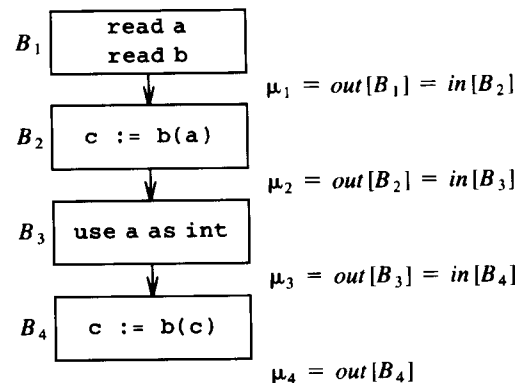 B₁
read a
read b
μ₁ = out[B₁] = in[B₂]
B₂
c := b(a)
μ₂ = out[B₂] = in[B₃]
B₃
use a as int
μ₃ = out[B₃] = in[B₄]
B₄
c := b(c)
μ₄ = out[B₄]